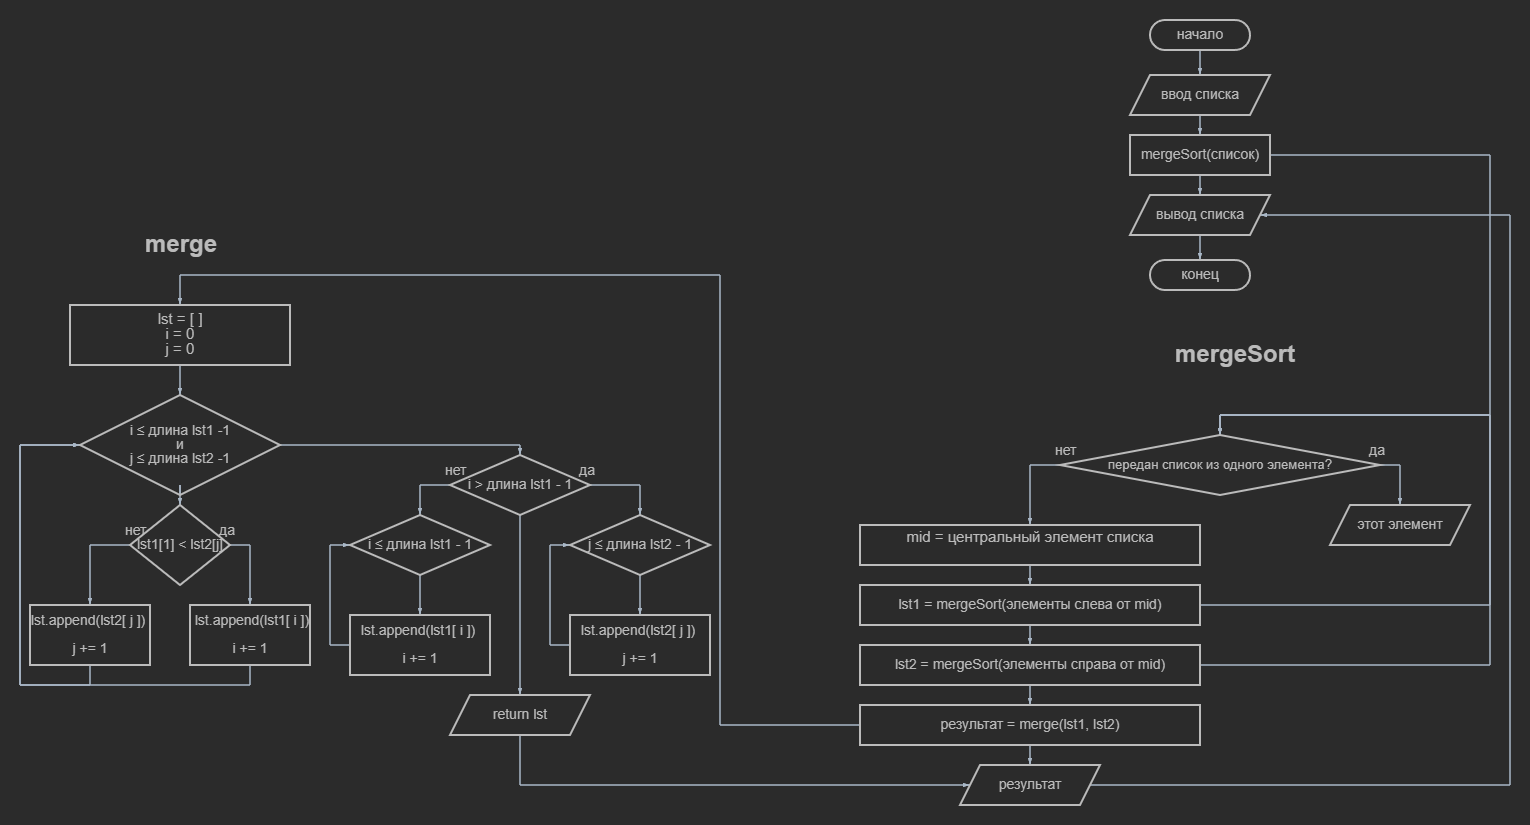 начало
ввод списка
mergeSort(список)
вывод списка
конец
merge
lst = [ ]
i = 0
j = 0
i ≤ длина lst1 -1
и
j ≤ длина lst2 -1
нет
да
lst1[1] < lst2[j]
lst.append(lst2[ j ])
j += 1
lst.append(lst1[ i ])
i += 1
нет
да
i > длина lst1 - 1
i ≤ длина lst1 - 1
j ≤ длина lst2 - 1
lst.append(lst1[ i ])
i += 1
lst.append(lst2[ j ])
j += 1
return lst
mergeSort
нет
да
передан список из одного элемента?
этот элемент
mid = центральный элемент списка
lst1 = mergeSort(элементы слева от mid)
lst2 = mergeSort(элементы справа от mid)
результат = merge(lst1, lst2)
результат